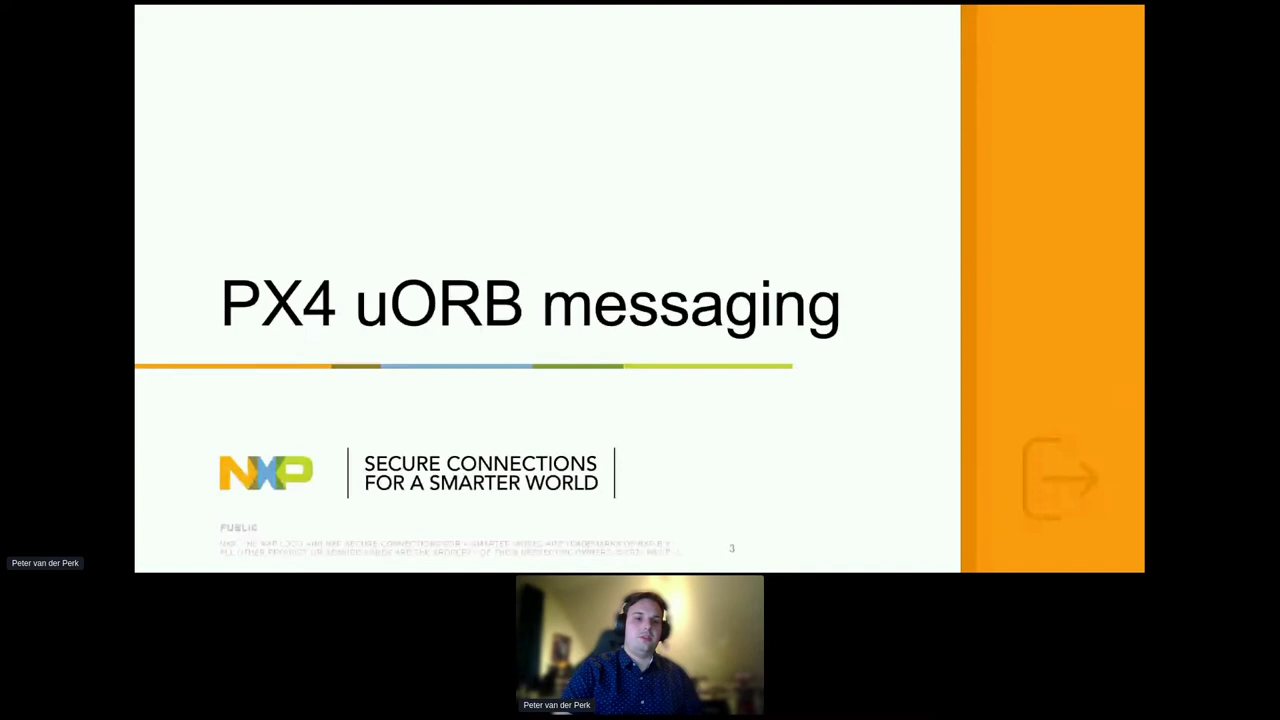 PX4 uORB messaging
NXP
SECURE CONNECTIONS
FOR A SMARTER WORLD
PUBLIC
3
Peter van der Perk
Peter van der Perk